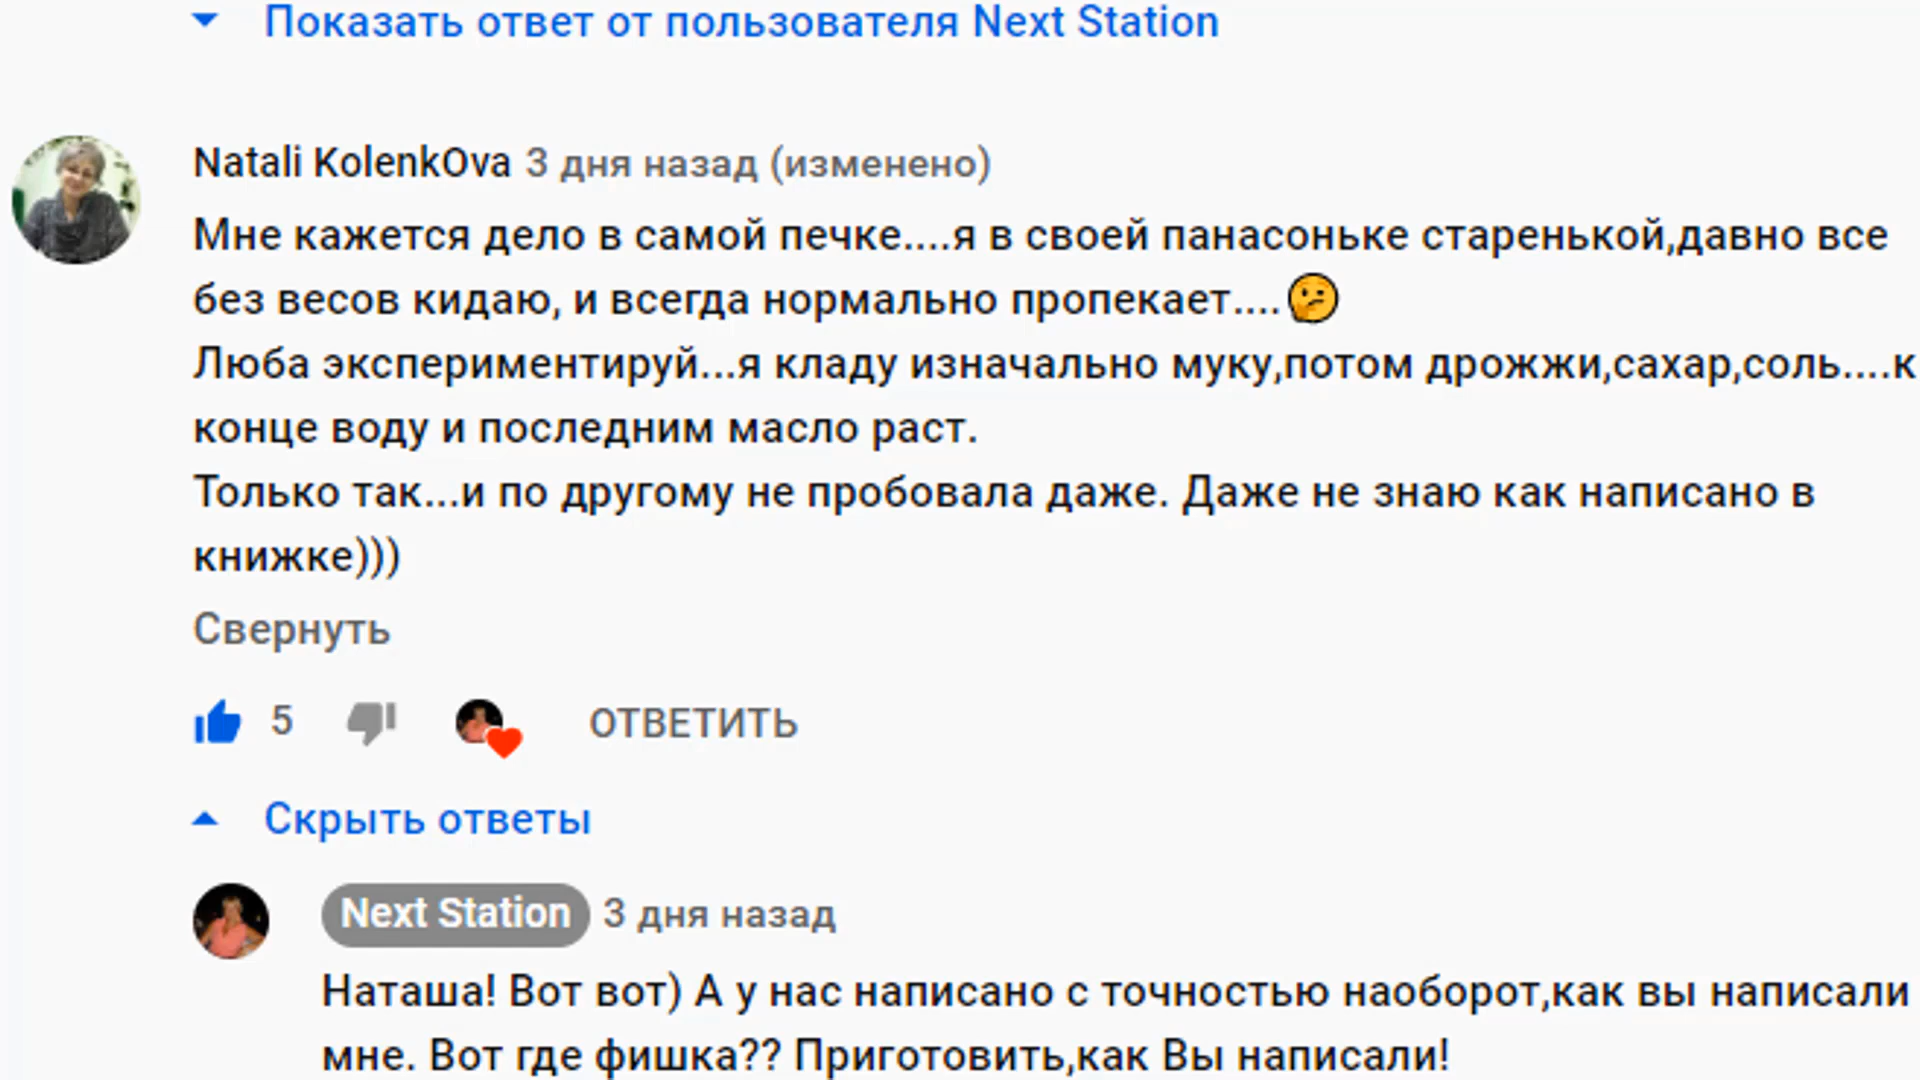 Показать ответ от пользователя Next Station
Natali KolenkOva 3 дня назад (изменено)
Мне кажется дело в самой печке....я в своей панасоньке старенькой,давно все
без весов кидаю, и всегда нормально пропекает....🤔
Люба экспериментируй...я кладу изначально муку,потом дрожжи,сахар,соль....к
конце воду и последним масло раст.
Только так...и по другому не пробовала даже. Даже не знаю как написано в
книжке)))
Свернуть
5 ОТВЕТИТЬ
Скрыть ответы
Next Station 3 дня назад
Наташа! Вот вот) А у нас написано с точностью наоборот,как вы написали
мне. Вот где фишка?? Приготовить,как Вы написали!